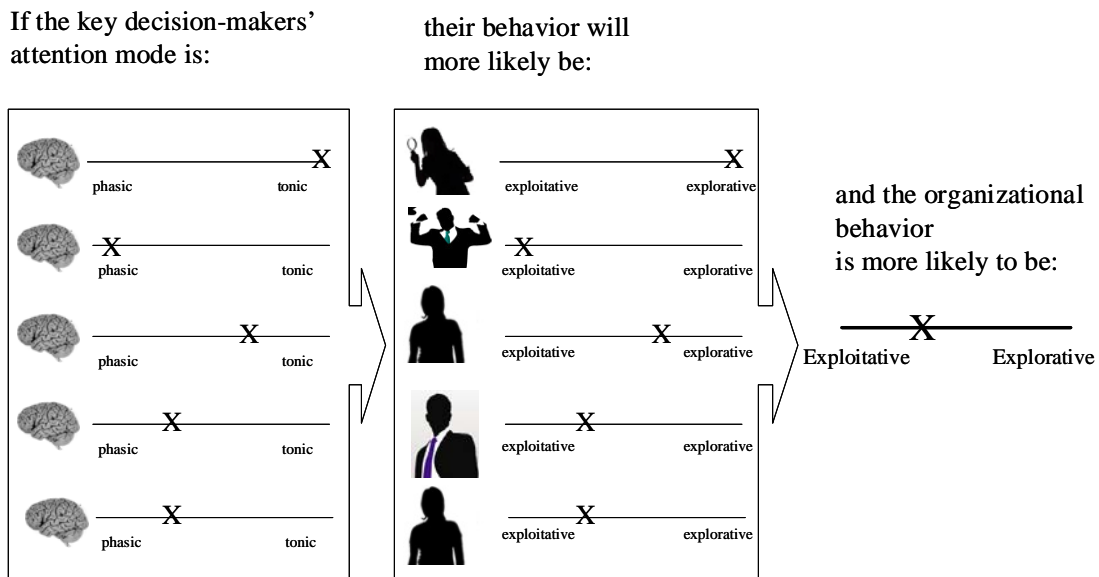 If the key decision-makers’
attention mode is:
their behavior will
more likely be:
X
phasic tonic
X
phasic tonic
X
phasic tonic
X
phasic tonic
X
phasic tonic
X
exploitative explorative
X
exploitative explorative
X
exploitative explorative
X
exploitative explorative
X
exploitative explorative
and the organizational
behavior
is more likely to be:
X
Exploitative Explorative